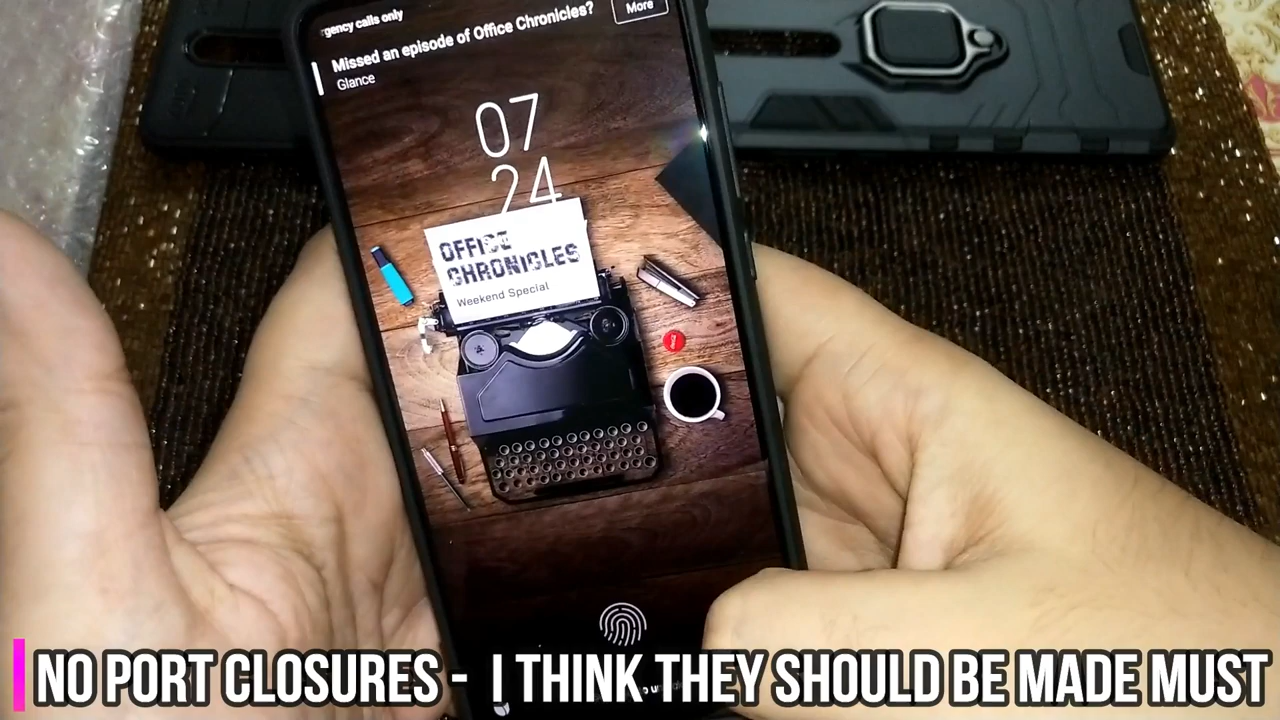 rgency calls only
Missed an episode of Office Chronicles?
More
Glance
07
24
OFFICE
CHRONICLES
Weekend Special
NO PORT CLOSURES - I THINK THEY SHOULD BE MADE MUST